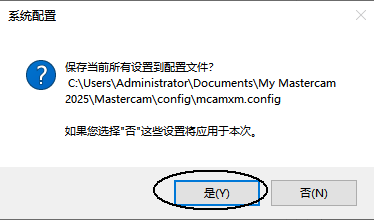 系统配置
保存当前所有设置到配置文件?
C:\Users\Administrator\Documents\My Mastercam
2025\Mastercam\config\mcamxm.config
如果您选择"否"这些设置将应用于本次。
是(Y)
否(N)